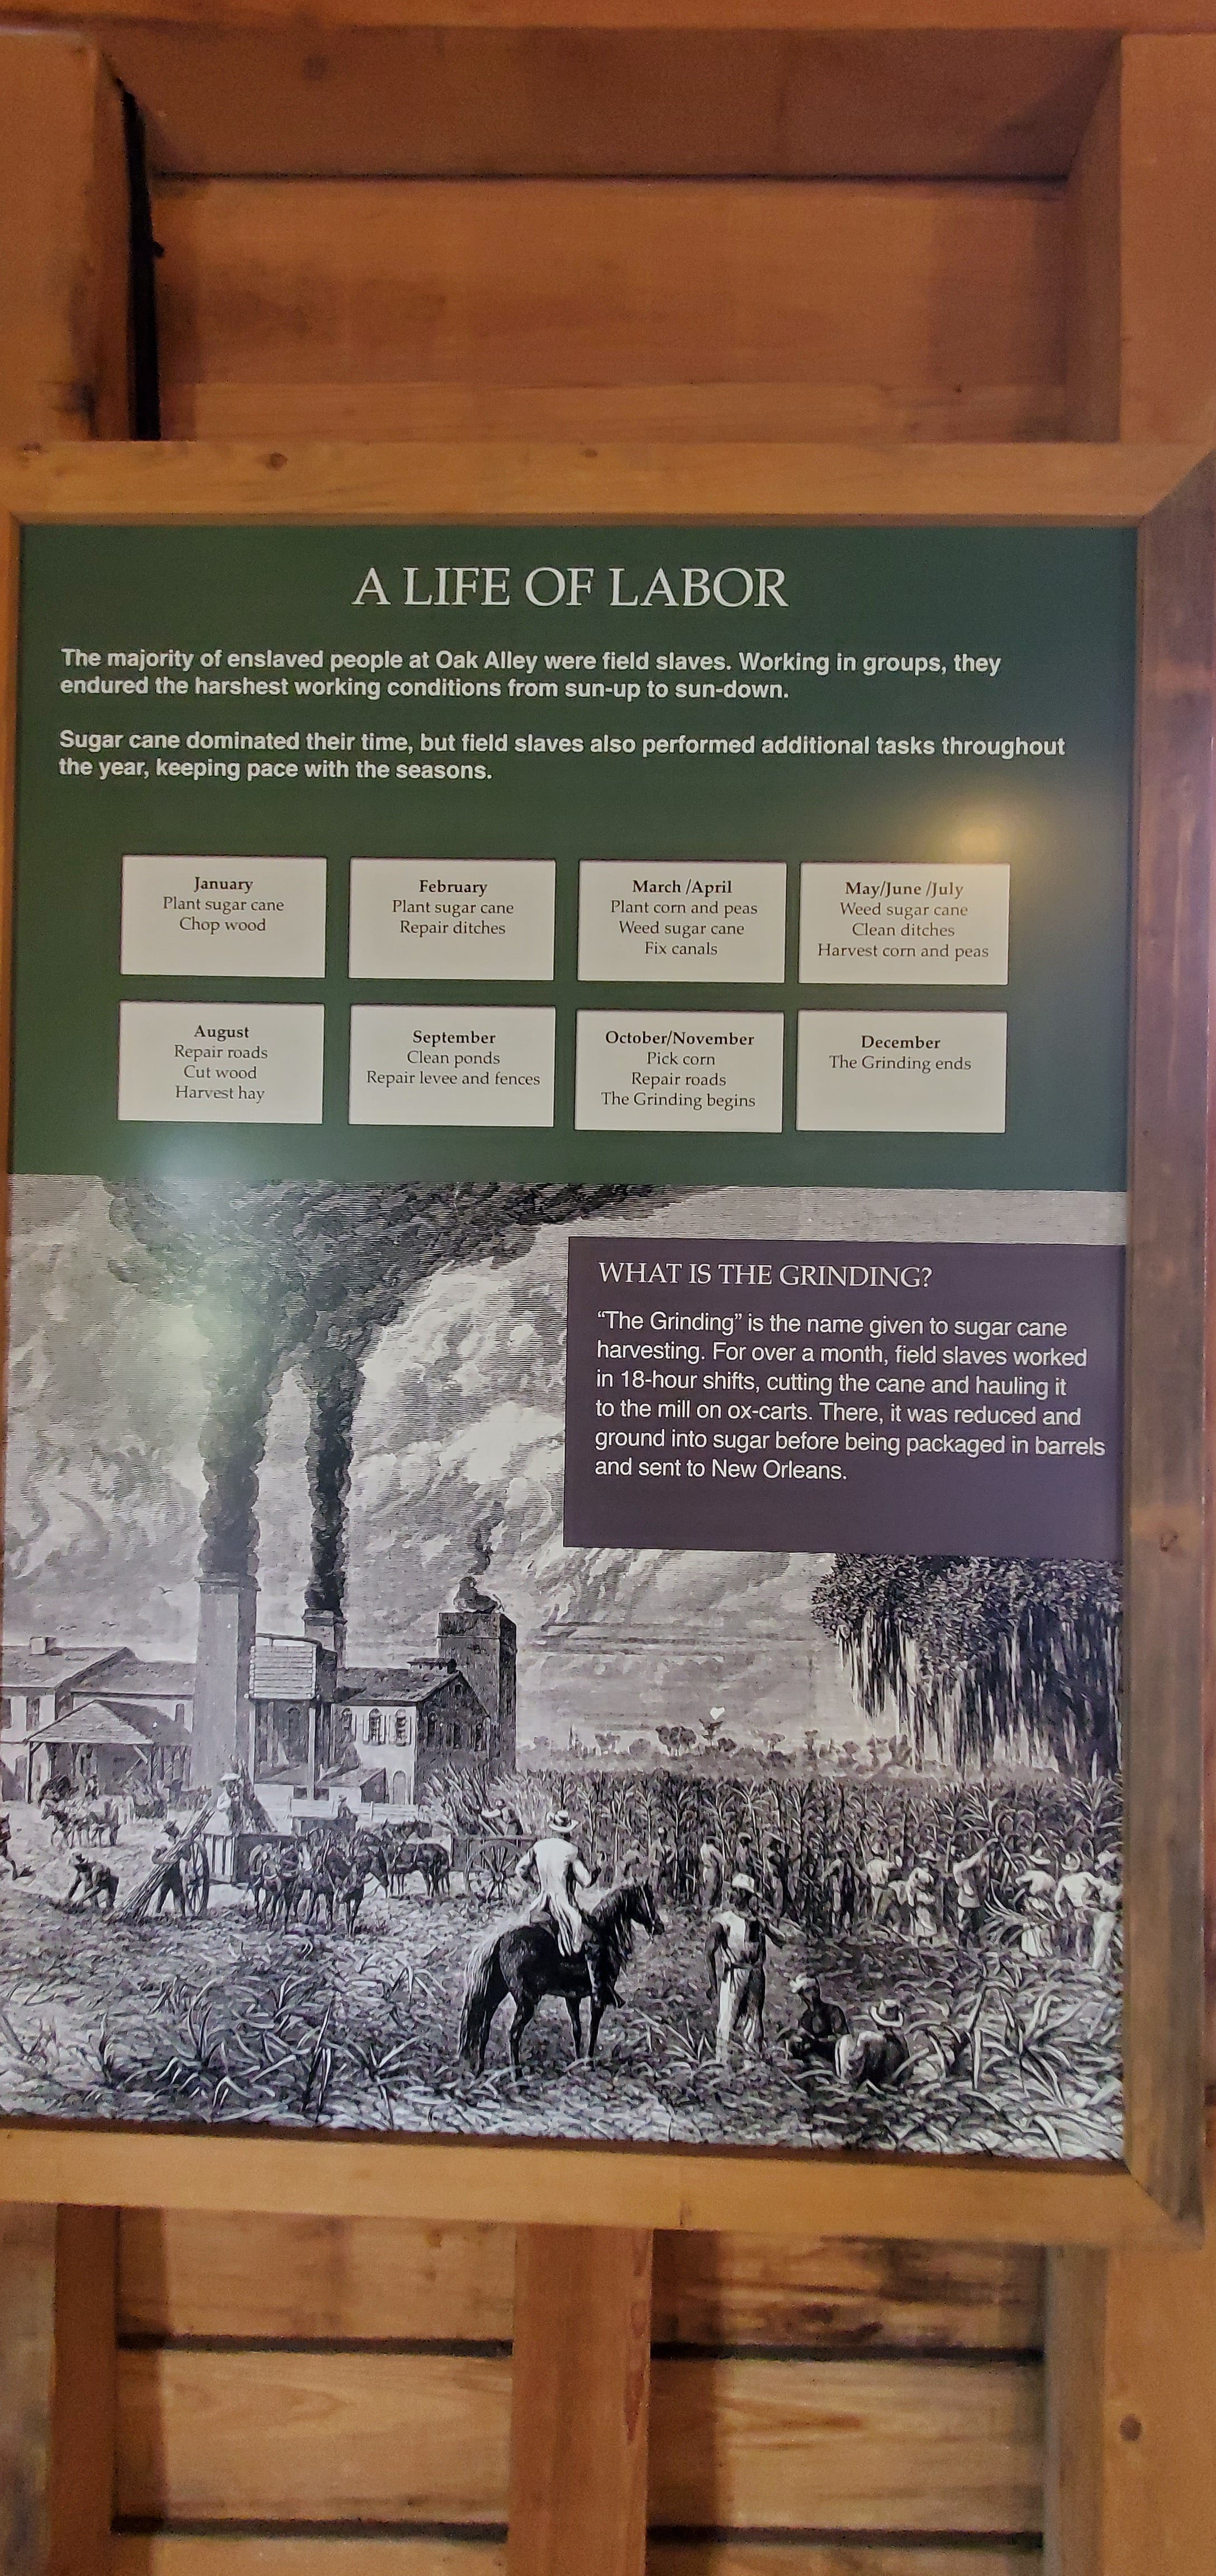 A LIFE OF LABOR
The majority of enslaved people at Oak Alley were field slaves. Working in groups, they
endured the harshest working conditions from sun-up to sun-down.
Sugar cane dominated their time, but field slaves also performed additional tasks throughout
the year, keeping pace with the seasons.
January
Plant sugar cane
Chop wood
February
Plant sugar cane
Repair ditches
March /April
Plant corn and peas
Weed sugar cane
Fix canals
May/June /July
Weed sugar cane
Clean ditches
Harvest corn and peas
August
Repair roads
Cut wood
Harvest hay
September
Clean ponds
Repair levee and fences
October/November
Pick corn
Repair roads
The Grinding begins
December
The Grinding ends
WHAT IS THE GRINDING?
“The Grinding” is the name given to sugar cane
harvesting. For over a month, field slaves worked
in 18-hour shifts, cutting the cane and hauling it
to the mill on ox-carts. There, it was reduced and
ground into sugar before being packaged in barrels
and sent to New Orleans.